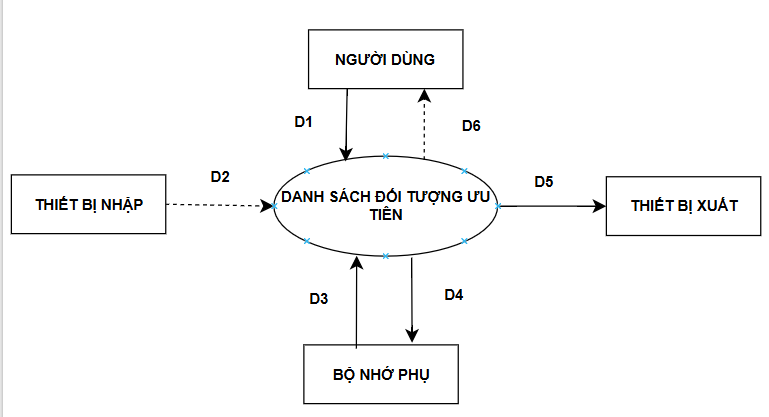 NGƯỜI DÙNG
D1
D6
D2
THIẾT BỊ NHẬP
DANH SÁCH ĐỐI TƯỢNG ƯU
TIÊN
D5
THIẾT BỊ XUẤT
D3
D4
BỘ NHỚ PHỤ